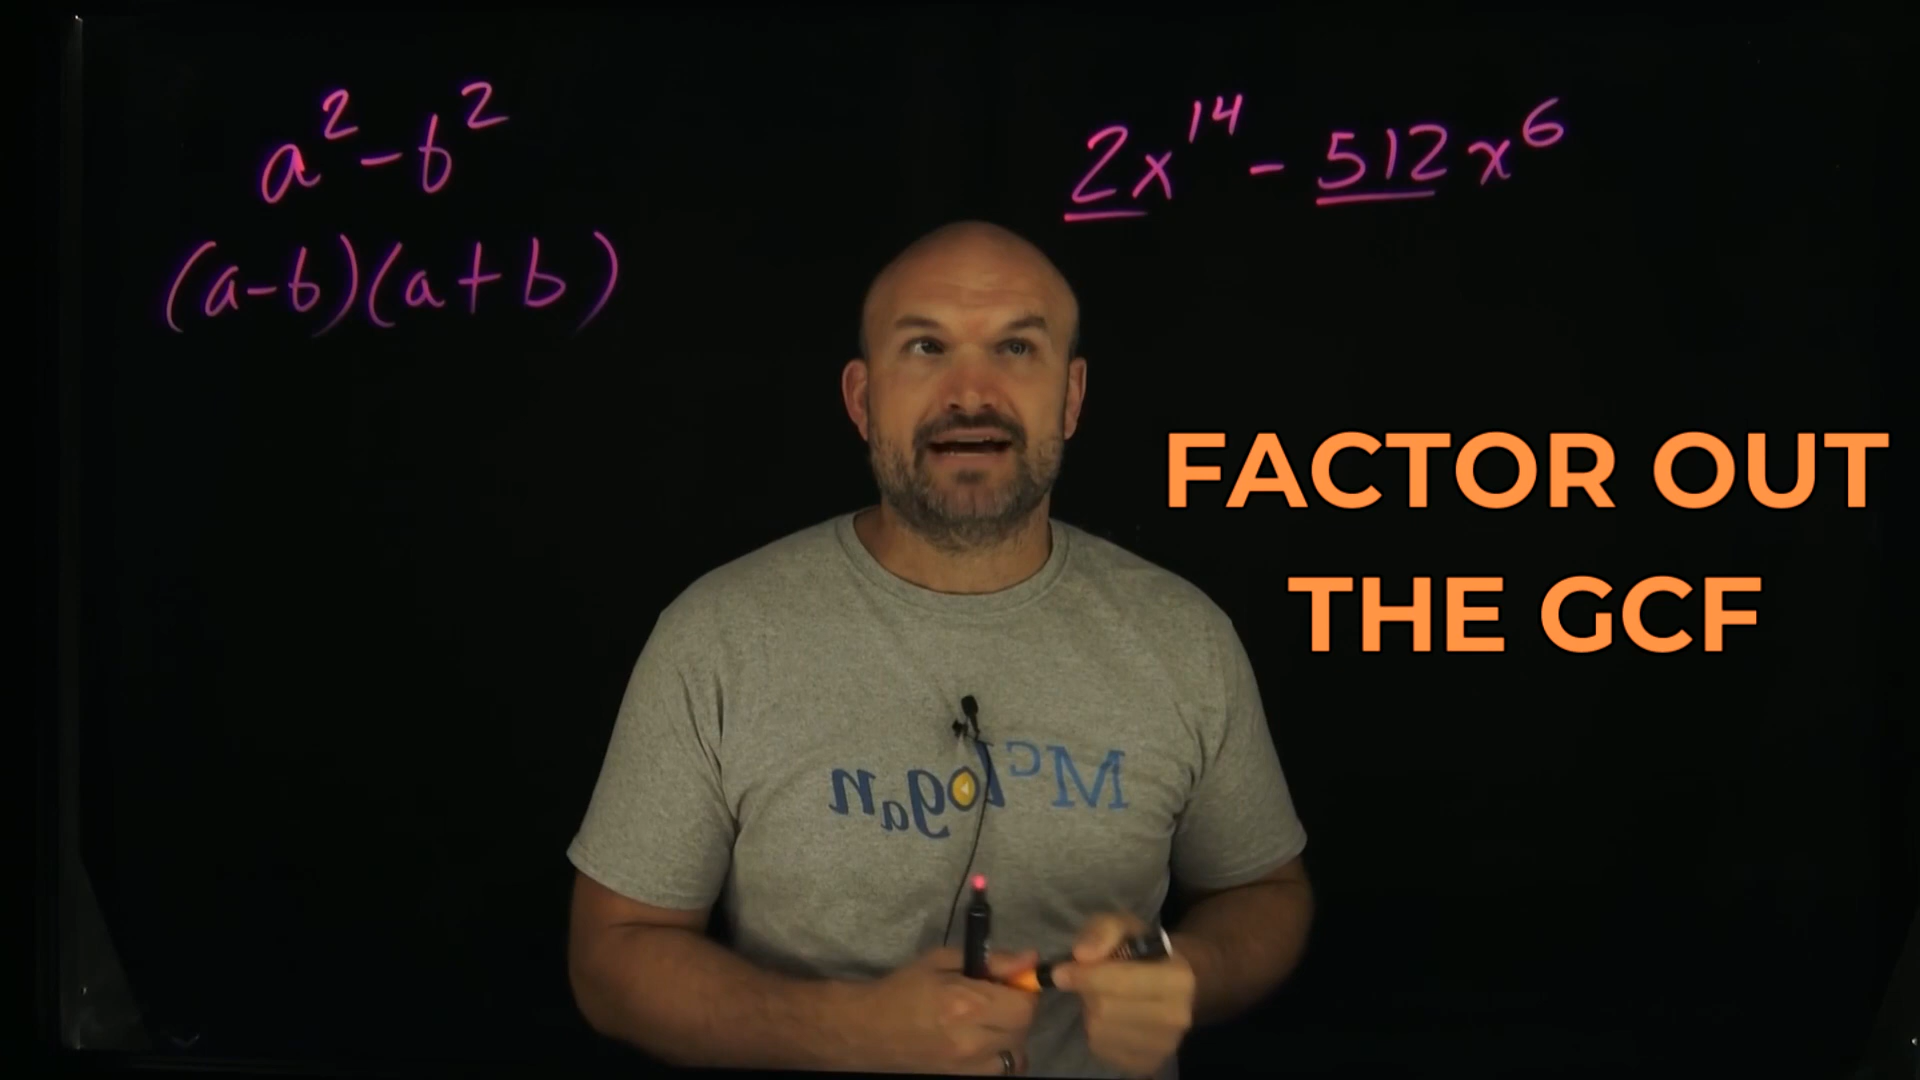 a² - b²
(a-b)(a+b)
2x¹⁴ - 512x⁶
FACTOR OUT
THE GCF
McLogan